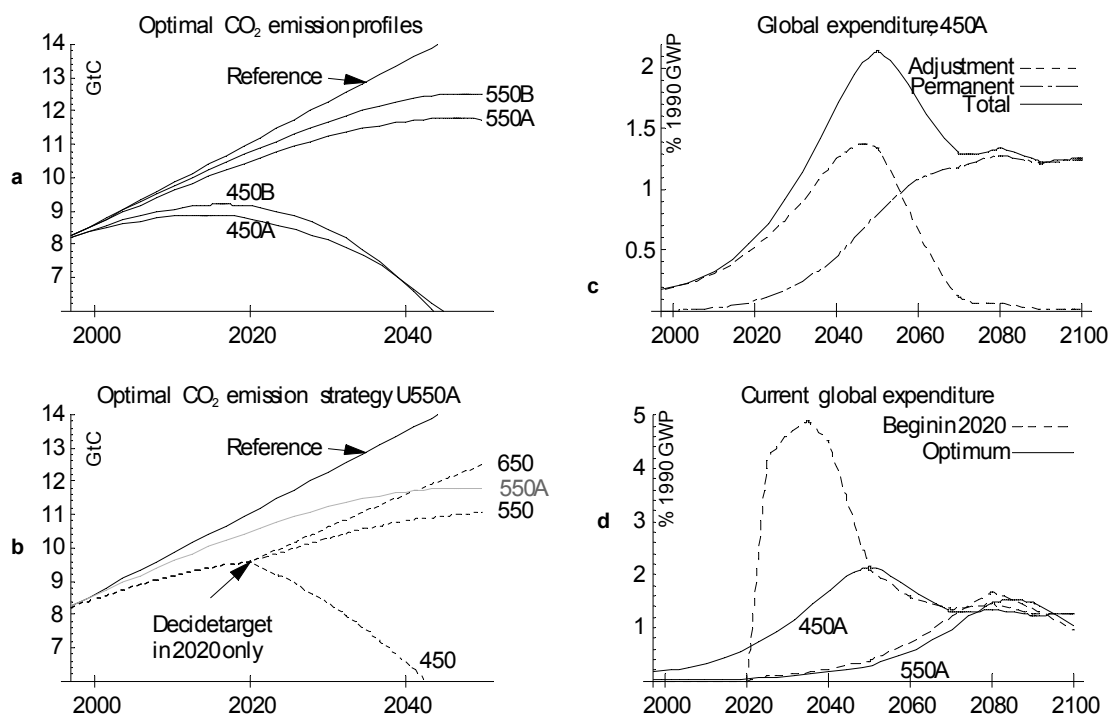 Optimal CO₂ emission profiles
14
13
12
11
10
9
8
7
GtC
Reference
550B
550A
450B
450A
a
2000
2020
2040
Global expenditure, 450A
2
1.5
1
0.5
% 1990 GWP
Adjustment
Permanent
Total
c
2000
2020
2040
2060
2080
2100
Optimal CO₂ emission strategy U550A
14
13
12
11
10
9
8
7
GtC
Reference
650
550A
550
b
Decide target
in 2020 only
450
2000
2020
2040
Current global expenditure
5
4
3
2
1
% 1990 GWP
Begin in 2020
Optimum
d
450A
550A
2000
2020
2040
2060
2080
2100